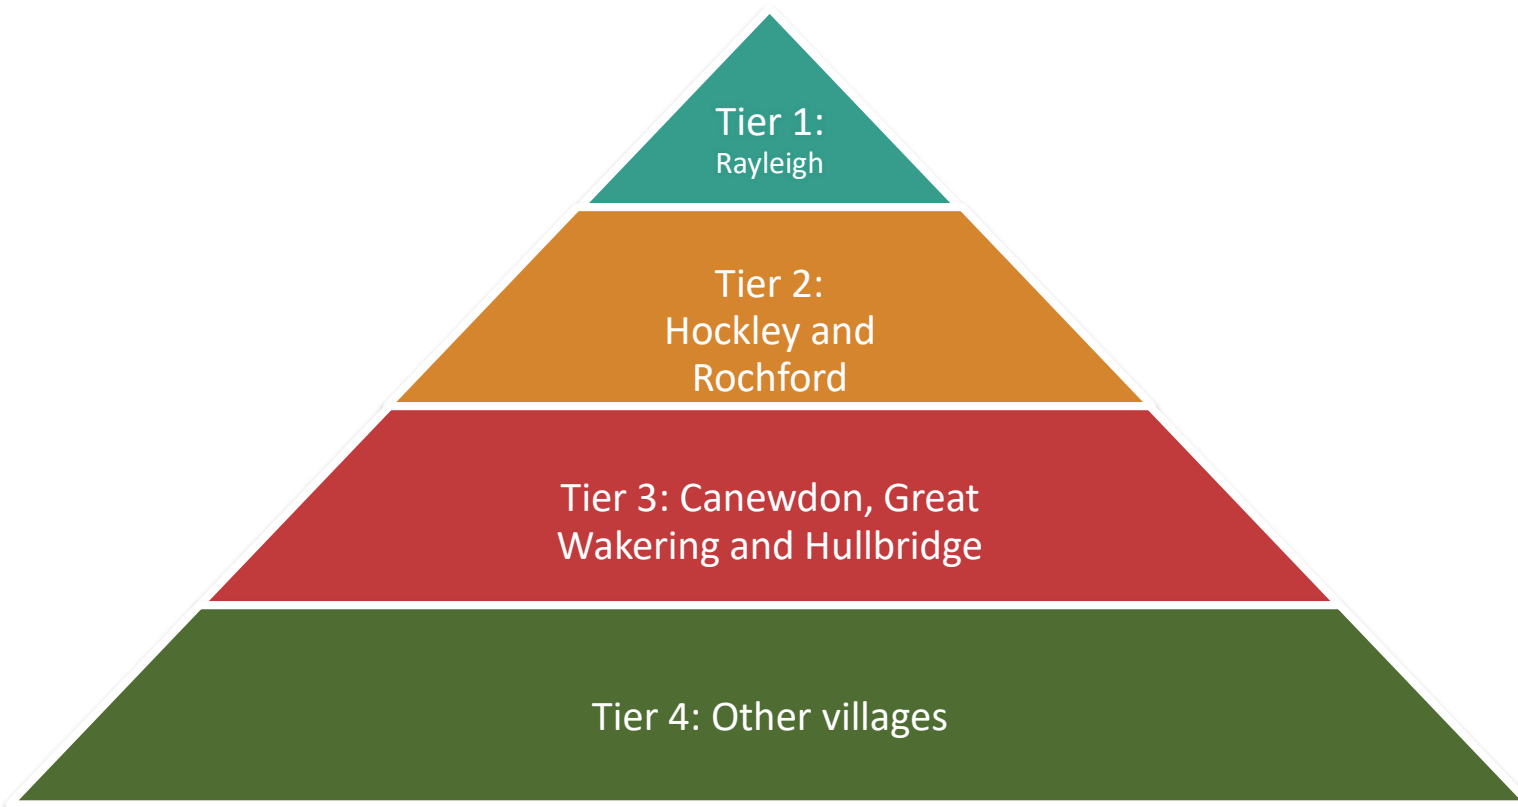 Tier 1:
Rayleigh
Tier 2:
Hockley and
Rochford
Tier 3: Canewdon, Great
Wakering and Hullbridge
Tier 4: Other villages